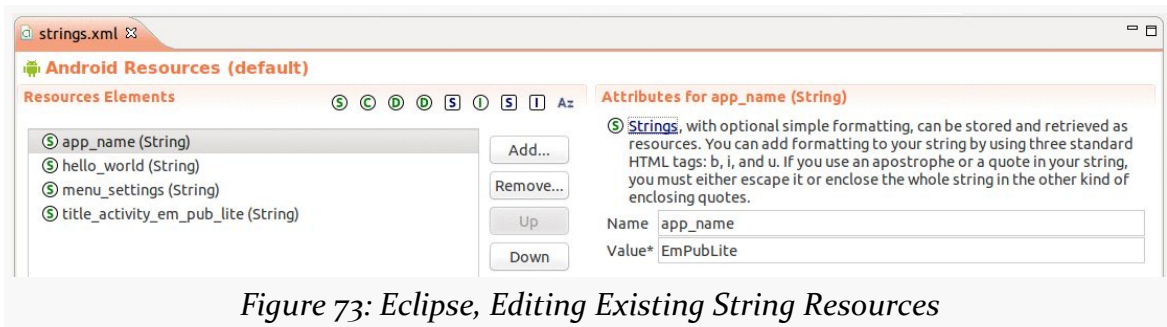 strings.xml
Android Resources (default)
Resources Elements
S C D D S I S I Az
S app_name (String)
S hello_world (String)
S menu_settings (String)
S title_activity_em_pub_lite (String)
Add...
Remove...
Up
Down
Attributes for app_name (String)
S Strings, with optional simple formatting, can be stored and retrieved as
resources. You can add formatting to your string by using three standard
HTML tags: b, i, and u. If you use an apostrophe or a quote in your string,
you must either escape it or enclose the whole string in the other kind of
enclosing quotes.
Name app_name
Value* EmPubLite
Figure 73: Eclipse, Editing Existing String Resources